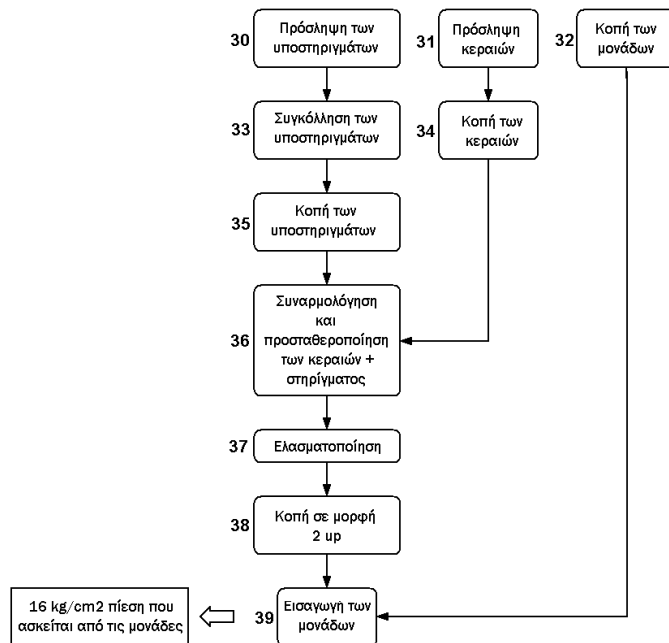 30
Πρόσληψη των
υποστηριγμάτων
31
Πρόσληψη
κεραιών
32
Κοπή των
μονάδων
33
Συγκόλληση των
υποστηριγμάτων
34
Κοπή των
κεραιών
35
Κοπή των
υποστηριγμάτων
36
Συναρμολόγηση
και
προσταθεροποίηση
των κεραιών +
στηρίγματος
37
Ελασματοποίηση
38
Κοπή σε μορφή
2 up
16 kg/cm2 πίεση που
ασκείται από τις μονάδες
39
Εισαγωγή των
μονάδων